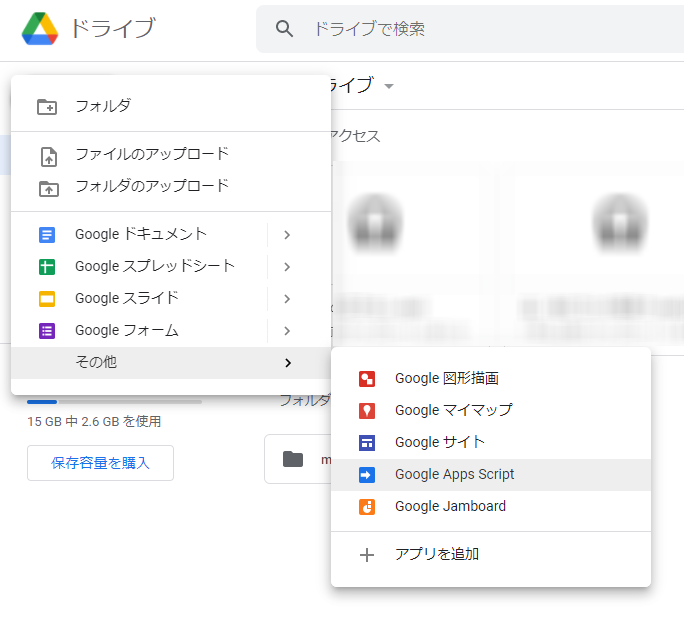 ドライブ
ドライブで検索
フォルダ
ファイルのアップロード
フォルダのアップロード
Google ドキュメント
Google スプレッドシート
Google スライド
Google フォーム
その他
ライブ
アクセス
15 GB 中 2.6 GB を使用
保存容量を購入
フォルダ
m
Google 図形描画
Google マイマップ
Google サイト
Google Apps Script
Google Jamboard
アプリを追加